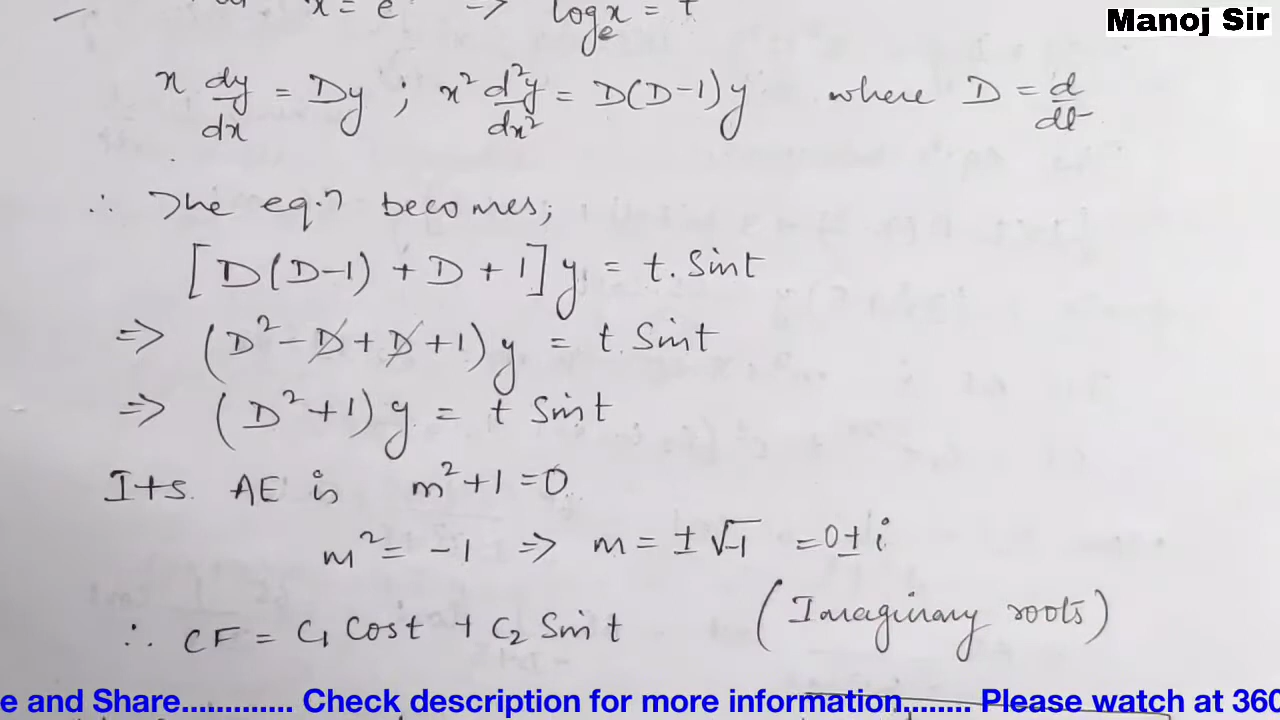 Manoj Sir
x = e => log_e x = t
x dy/dx = Dy ; x² d²y/dx² = D(D-1)y where D = d/dt
∴ The eq.n becomes;
[D(D-1) + D + 1]y = t. Sint
=> (D² - D + D + 1)y = t. Sint
=> (D² + 1)y = t Sint
Its. AE is m² + 1 = 0
m² = -1 => m = ± √-1 = 0 ± i
∴ CF = C₁ Cost + C₂ Sint (Imaginary roots)
e and Share............. Check description for more information........ Please watch at 360